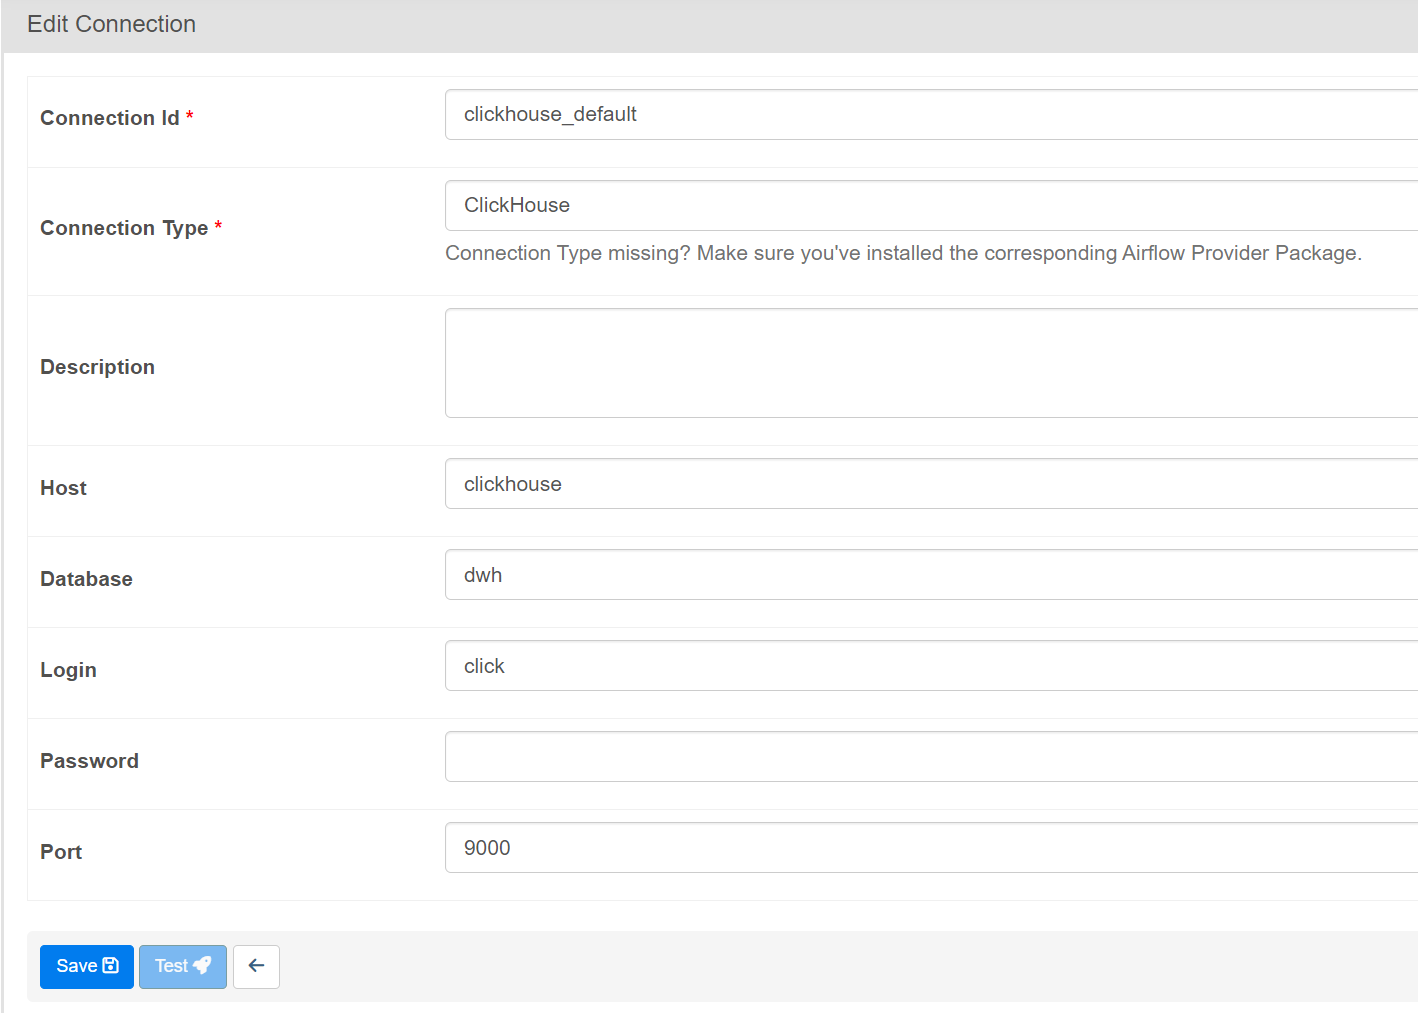 Edit Connection
Connection Id *
clickhouse_default
Connection Type *
ClickHouse
Connection Type missing? Make sure you've installed the corresponding Airflow Provider Package.
Description
Host
clickhouse
Database
dwh
Login
click
Password
Port
9000
Save
Test